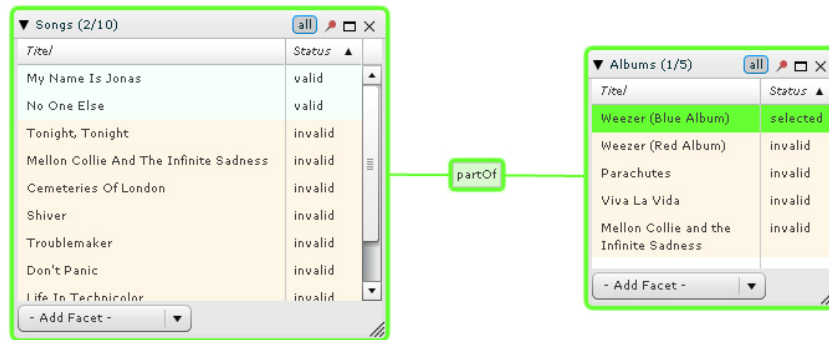 Songs (2/10) all
Titel Status
My Name Is Jonas valid
No One Else valid
Tonight, Tonight invalid
Mellon Collie And The Infinite Sadness invalid
Cemeteries Of London invalid
Shiver invalid
Troublemaker invalid
Don't Panic invalid
Life In Technicolor invalid
- Add Facet -
partOf
Albums (1/5) all
Titel Status
Weezer (Blue Album) selected
Weezer (Red Album) invalid
Parachutes invalid
Viva La Vida invalid
Mellon Collie and the invalid
Infinite Sadness
- Add Facet -